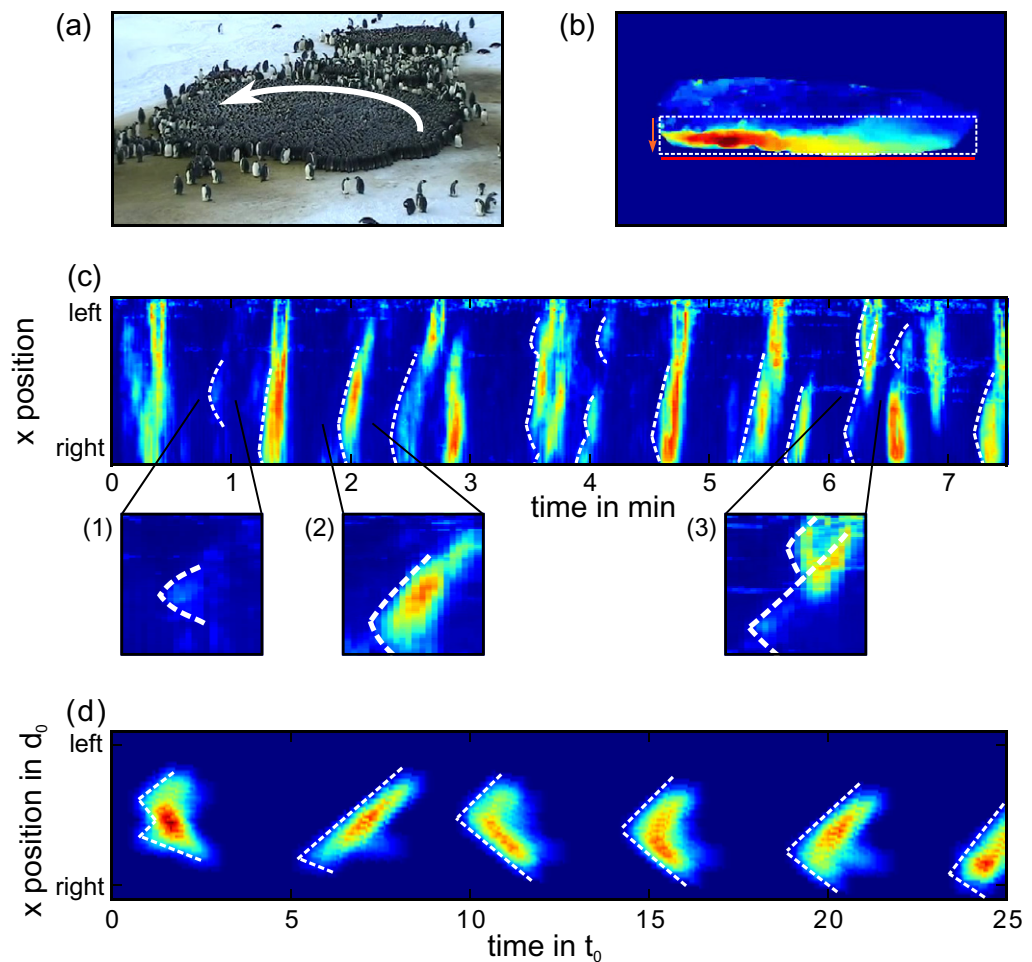 (a)
(b)
(c)
left
x position
right
0 1 2 3 4 5 6 7
time in min
(1)
(2)
(3)
(d)
left
x position in d₀
right
0 5 10 15 20 25
time in t₀